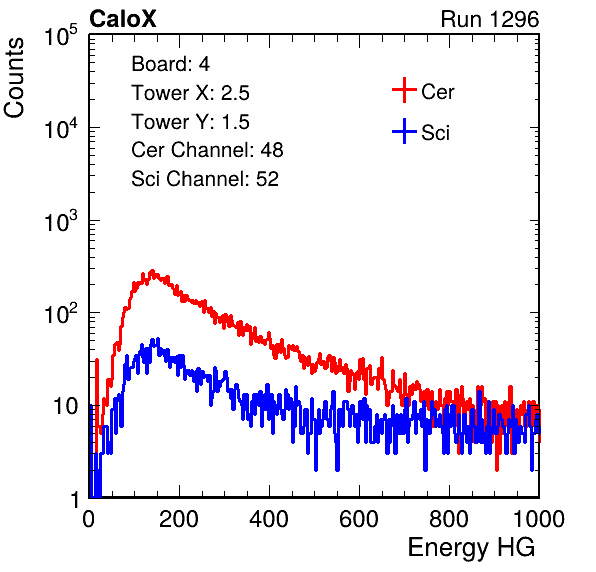 CaloX Run 1296
Counts
Board: 4
Tower X: 2.5
Tower Y: 1.5
Cer Channel: 48
Sci Channel: 52
Cer
Sci
10^5
10^4
10^3
10^2
10
1
0 200 400 600 800 1000
Energy HG